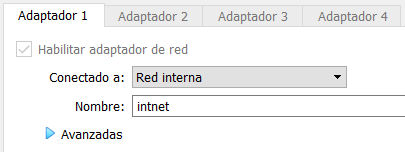 Adaptador 1 Adaptador 2 Adaptador 3 Adaptador 4
Habilitar adaptador de red
Conectado a: Red interna
Nombre: intnet
Avanzadas